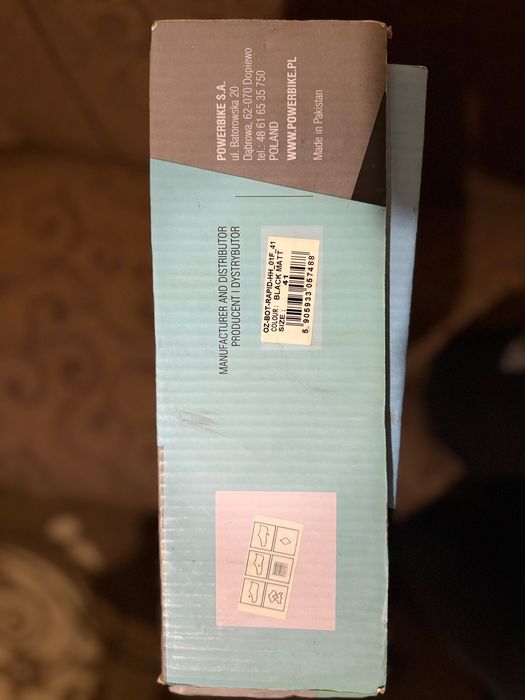 POWERBIKE S.A.
ul. Batorowska 20
Dąbrowa, 62-070 Dopiewo
tel.: 48 61 65 35 750
POLAND
WWW.POWERBIKE.PL
Made in Pakistan
MANUFACTURER AND DISTRIBUTOR
PRODUCENT I DYSTRYBUTOR
OZ-BOT-RAPID-HH_01F_41
COLOUR: BLACK MATT
SIZE: 41
5 905933 057488